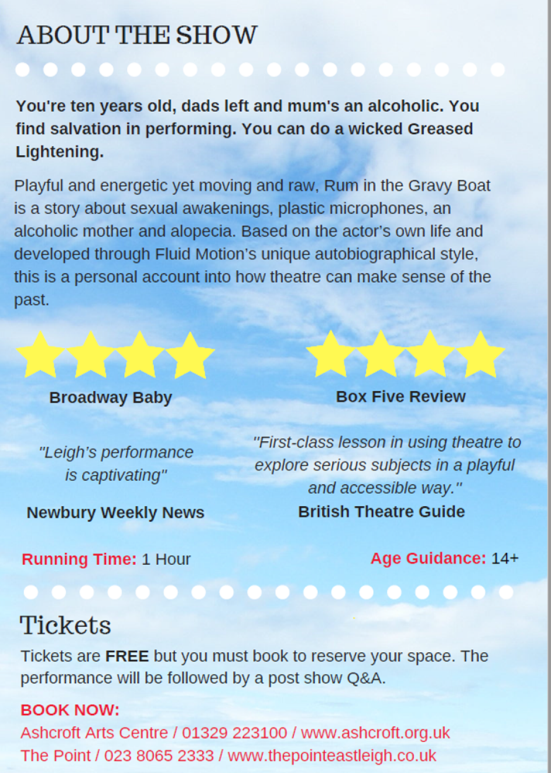 ABOUT THE SHOW
You're ten years old, dads left and mum's an alcoholic. You
find salvation in performing. You can do a wicked Greased
Lightening.
Playful and energetic yet moving and raw, Rum in the Gravy Boat
is a story about sexual awakenings, plastic microphones, an
alcoholic mother and alopecia. Based on the actor's own life and
developed through Fluid Motion's unique autobiographical style,
this is a personal account into how theatre can make sense of the
past.
Broadway Baby
Box Five Review
"Leigh's performance
is captivating"
Newbury Weekly News
"First-class lesson in using theatre to
explore serious subjects in a playful
and accessible way."
British Theatre Guide
Running Time: 1 Hour
Age Guidance: 14+
Tickets
Tickets are FREE but you must book to reserve your space. The
performance will be followed by a post show Q&A.
BOOK NOW:
Ashcroft Arts Centre / 01329 223100 / www.ashcroft.org.uk
The Point / 023 8065 2333 / www.thepointeastleigh.co.uk